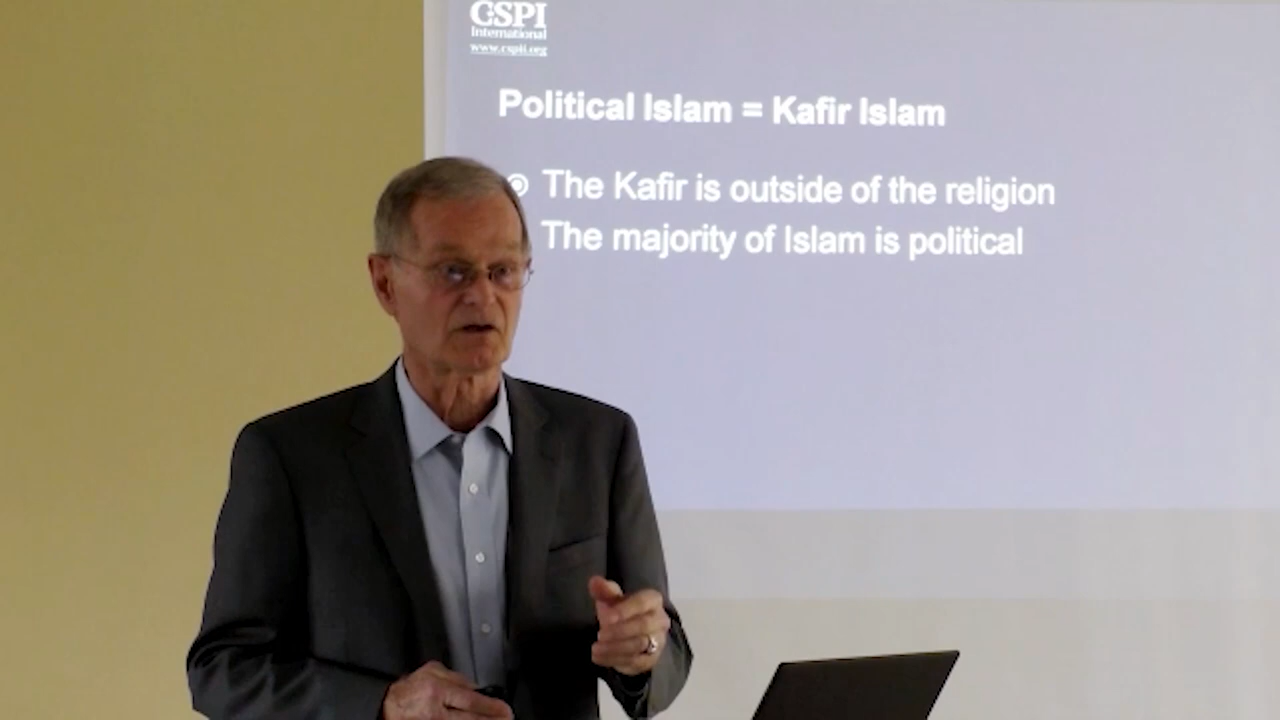 CSPI
International
www.cspii.org
Political Islam = Kafir Islam
The Kafir is outside of the religion
The majority of Islam is political